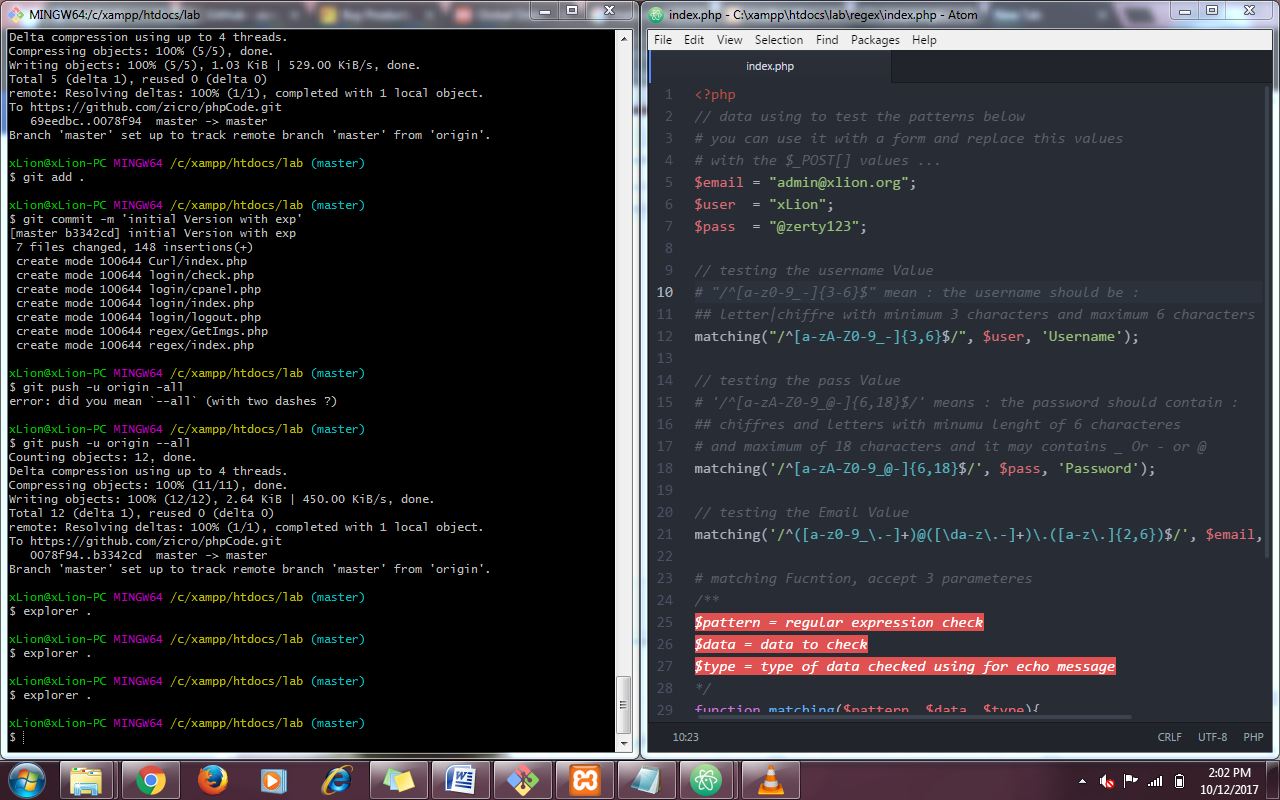 MINGW64:/c/xampp/htdocs/lab
Delta compression using up to 4 threads.
Compressing objects: 100% (5/5), done.
Writing objects: 100% (5/5), 1.03 KiB | 529.00 KiB/s, done.
Total 5 (delta 1), reused 0 (delta 0)
remote: Resolving deltas: 100% (1/1), completed with 1 local object.
To https://github.com/zicro/phpCode.git
   69eedbc..0078f94  master -> master
Branch 'master' set up to track remote branch 'master' from 'origin'.
xLion@xLion-PC MINGW64 /c/xampp/htdocs/lab (master)
$ git add .
xLion@xLion-PC MINGW64 /c/xampp/htdocs/lab (master)
$ git commit -m 'initial Version with exp'
[master b3342cd] initial Version with exp
 7 files changed, 148 insertions(+)
 create mode 100644 Curl/index.php
 create mode 100644 login/check.php
 create mode 100644 login/cpanel.php
 create mode 100644 login/index.php
 create mode 100644 login/logout.php
 create mode 100644 regex/GetImgs.php
 create mode 100644 regex/index.php
xLion@xLion-PC MINGW64 /c/xampp/htdocs/lab (master)
$ git push -u origin -all
error: did you mean `--all` (with two dashes ?)
xLion@xLion-PC MINGW64 /c/xampp/htdocs/lab (master)
$ git push -u origin --all
Counting objects: 12, done.
Delta compression using up to 4 threads.
Compressing objects: 100% (11/11), done.
Writing objects: 100% (12/12), 2.64 KiB | 450.00 KiB/s, done.
Total 12 (delta 1), reused 0 (delta 0)
remote: Resolving deltas: 100% (1/1), completed with 1 local object.
To https://github.com/zicro/phpCode.git
   0078f94..b3342cd  master -> master
Branch 'master' set up to track remote branch 'master' from 'origin'.
xLion@xLion-PC MINGW64 /c/xampp/htdocs/lab (master)
$ explorer .
xLion@xLion-PC MINGW64 /c/xampp/htdocs/lab (master)
$ explorer .
xLion@xLion-PC MINGW64 /c/xampp/htdocs/lab (master)
$ explorer .
xLion@xLion-PC MINGW64 /c/xampp/htdocs/lab (master)
$
index.php - C:\xampp\htdocs\lab\regex\index.php - Atom
File Edit View Selection Find Packages Help
index.php
1 <?php
2 // data using to test the patterns below
3 # you can use it with a form and replace this values
4 # with the $_POST[] values ...
5 $email = "admin@xlion.org";
6 $user  = "xLion";
7 $pass  = "@zerty123";
8
9 // testing the username Value
10 # "/^[a-z0-9_-]{3-6}$" mean : the username should be :
11 ## letter|chiffre with minimum 3 characters and maximum 6 characters
12 matching("/^[a-zA-Z0-9_-]{3,6}$/", $user, 'Username');
13
14 // testing the pass Value
15 # '/^[a-zA-Z0-9_@-]{6,18}$/' means : the password should contain :
16 ## chiffres and letters with minumu lenght of 6 characteres
17 # and maximum of 18 characters and it may contains _ Or - or @
18 matching('/^[a-zA-Z0-9_@-]{6,18}$/', $pass, 'Password');
19
20 // testing the Email Value
21 matching('/^([a-z0-9_\.-]+)@([\da-z\.-]+)\.([a-z\.]{2,6})$/', $email,
22
23 # matching Fucntion, accept 3 parameteres
24 /**
25 $pattern = regular expression check
26 $data = data to check
27 $type = type of data checked using for echo message
28 */
29 function matching($pattern, $data, $type){
10:23 CRLF UTF-8 PHP
2:02 PM
10/12/2017